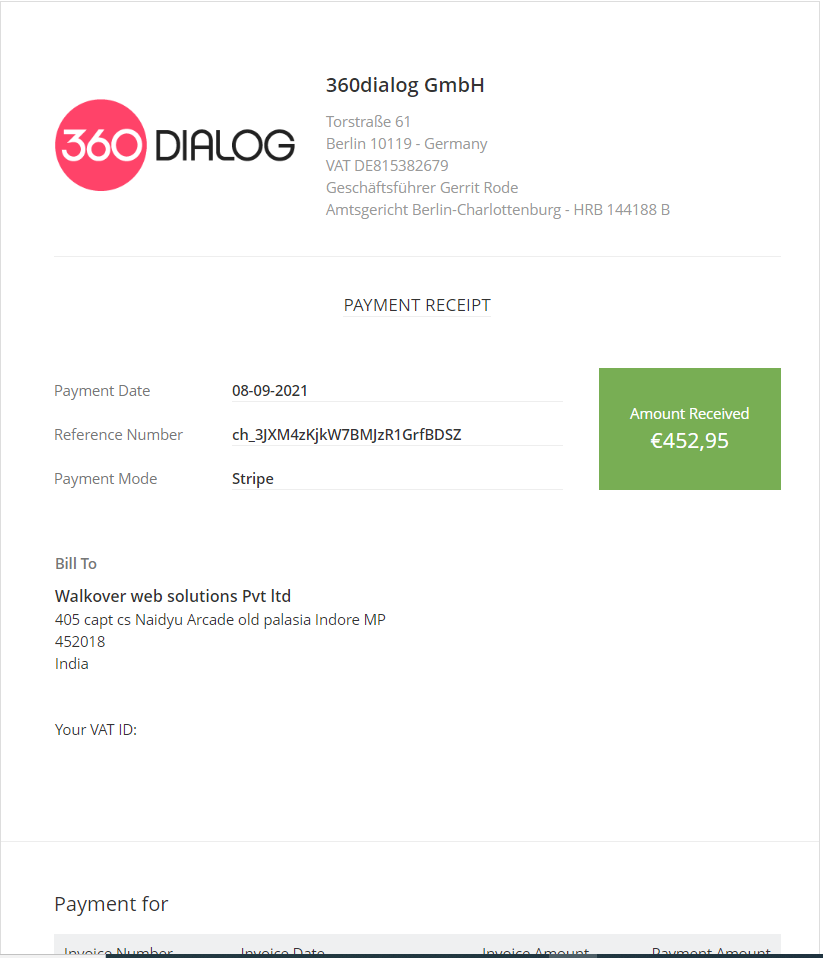 360dialog GmbH
360 DIALOG
Torstraße 61
Berlin 10119 - Germany
VAT DE815382679
Geschäftsführer Gerrit Rode
Amtsgericht Berlin-Charlottenburg - HRB 144188 B
PAYMENT RECEIPT
Payment Date 08-09-2021
Reference Number ch_3JXM4zKjkW7BMJzR1GrfBDSZ
Payment Mode Stripe
Amount Received
€452,95
Bill To
Walkover web solutions Pvt ltd
405 capt cs Naidyu Arcade old palasia Indore MP
452018
India
Your VAT ID:
Payment for
Invoice Number Invoice Date Invoice Amount Payment Amount